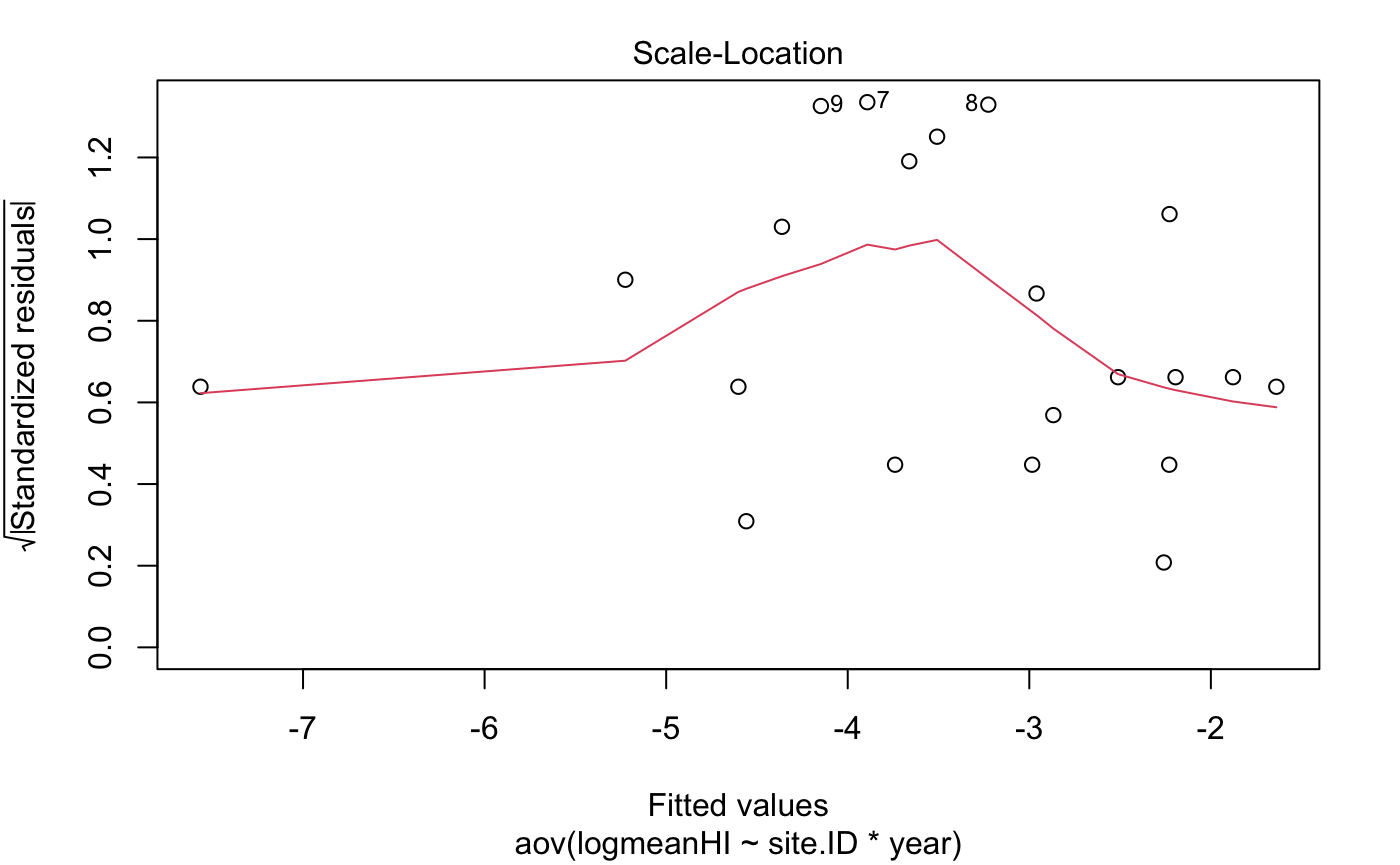 Scale-Location
√|Standardized residuals|
1.2
1.0
0.8
0.6
0.4
0.2
0.0
9
7
8
-7 -6 -5 -4 -3 -2
Fitted values
aov(logmeanHI ~ site.ID * year)